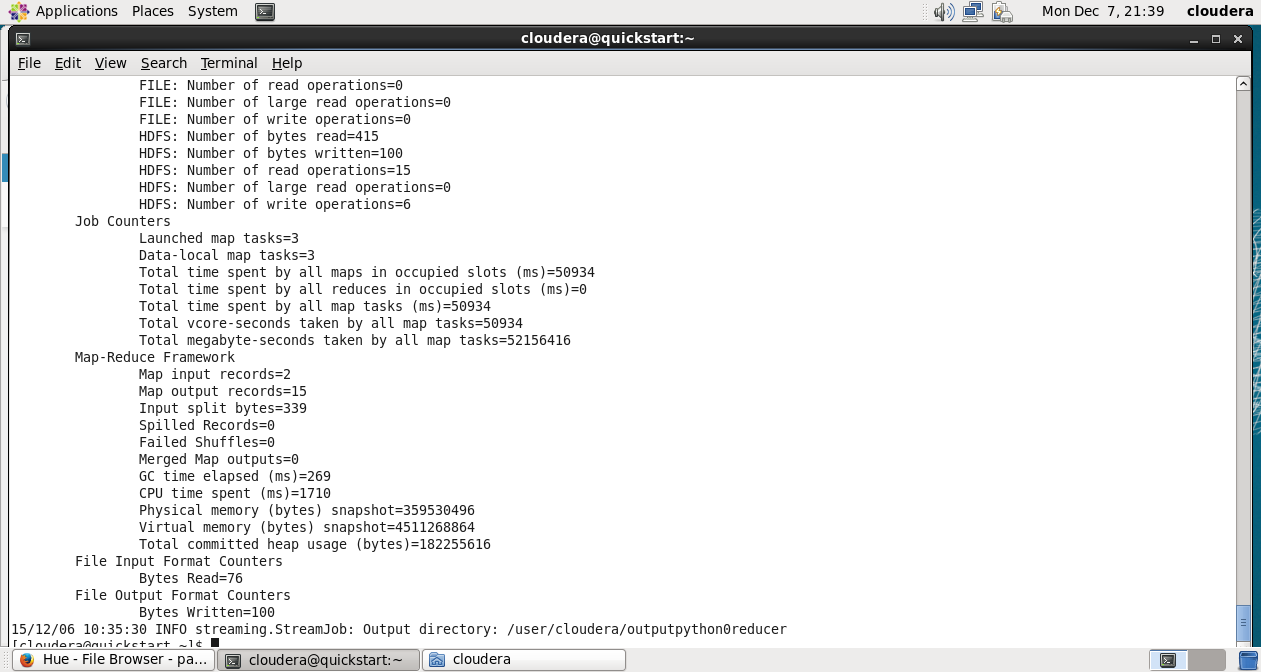 Applications Places System Mon Dec 7, 21:39 cloudera
cloudera@quickstart:~
File Edit View Search Terminal Help
FILE: Number of read operations=0
FILE: Number of large read operations=0
FILE: Number of write operations=0
HDFS: Number of bytes read=415
HDFS: Number of bytes written=100
HDFS: Number of read operations=15
HDFS: Number of large read operations=0
HDFS: Number of write operations=6
Job Counters
Launched map tasks=3
Data-local map tasks=3
Total time spent by all maps in occupied slots (ms)=50934
Total time spent by all reduces in occupied slots (ms)=0
Total time spent by all map tasks (ms)=50934
Total vcore-seconds taken by all map tasks=50934
Total megabyte-seconds taken by all map tasks=52156416
Map-Reduce Framework
Map input records=2
Map output records=15
Input split bytes=339
Spilled Records=0
Failed Shuffles=0
Merged Map outputs=0
GC time elapsed (ms)=269
CPU time spent (ms)=1710
Physical memory (bytes) snapshot=359530496
Virtual memory (bytes) snapshot=4511268864
Total committed heap usage (bytes)=182255616
File Input Format Counters
Bytes Read=76
File Output Format Counters
Bytes Written=100
15/12/06 10:35:30 INFO streaming.StreamJob: Output directory: /user/cloudera/outputpython0reducer
[cloudera@quickstart ~]$
Hue - File Browser - pa... cloudera@quickstart:~ cloudera